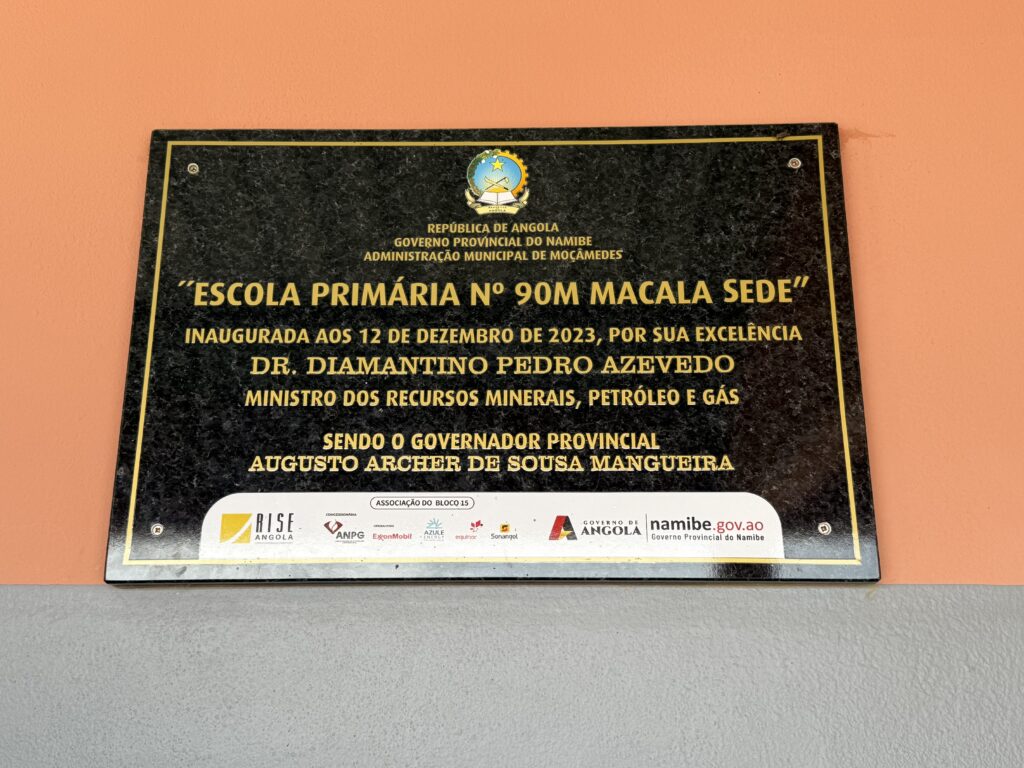 REPÚBLICA DE ANGOLA
GOVERNO PROVINCIAL DO NAMIBE
ADMINISTRAÇÃO MUNICIPAL DE MOÇÂMEDES
"ESCOLA PRIMÁRIA Nº 90M MACALA SEDE"
INAUGURADA AOS 12 DE DEZEMBRO DE 2023, POR SUA EXCELÊNCIA
DR. DIAMANTINO PEDRO AZEVEDO
MINISTRO DOS RECURSOS MINERAIS, PETRÓLEO E GÁS
SENDO O GOVERNADOR PROVINCIAL
AUGUSTO ARCHER DE SOUSA MANGUEIRA
ASSOCIAÇÃO DO BLOCO 15
RISE
ANGOLA
CONCESSIONÁRIA
ANPG
ExxonMobil
AZULE
ENERGY
equinor
Sonangol
GOVERNO DE
ANGOLA
namibe.gov.ao
Governo Provincial do Namibe